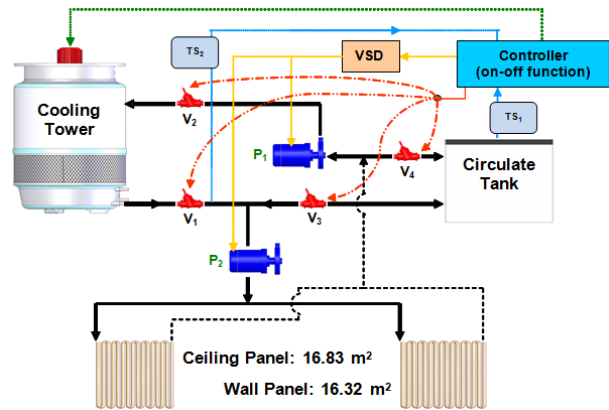 TS2
VSD
Controller
(on-off function)
Cooling
Tower
V2
TS1
P1
V4
Circulate
Tank
V1
V3
P2
Ceiling Panel: 16.83 m²
Wall Panel: 16.32 m²